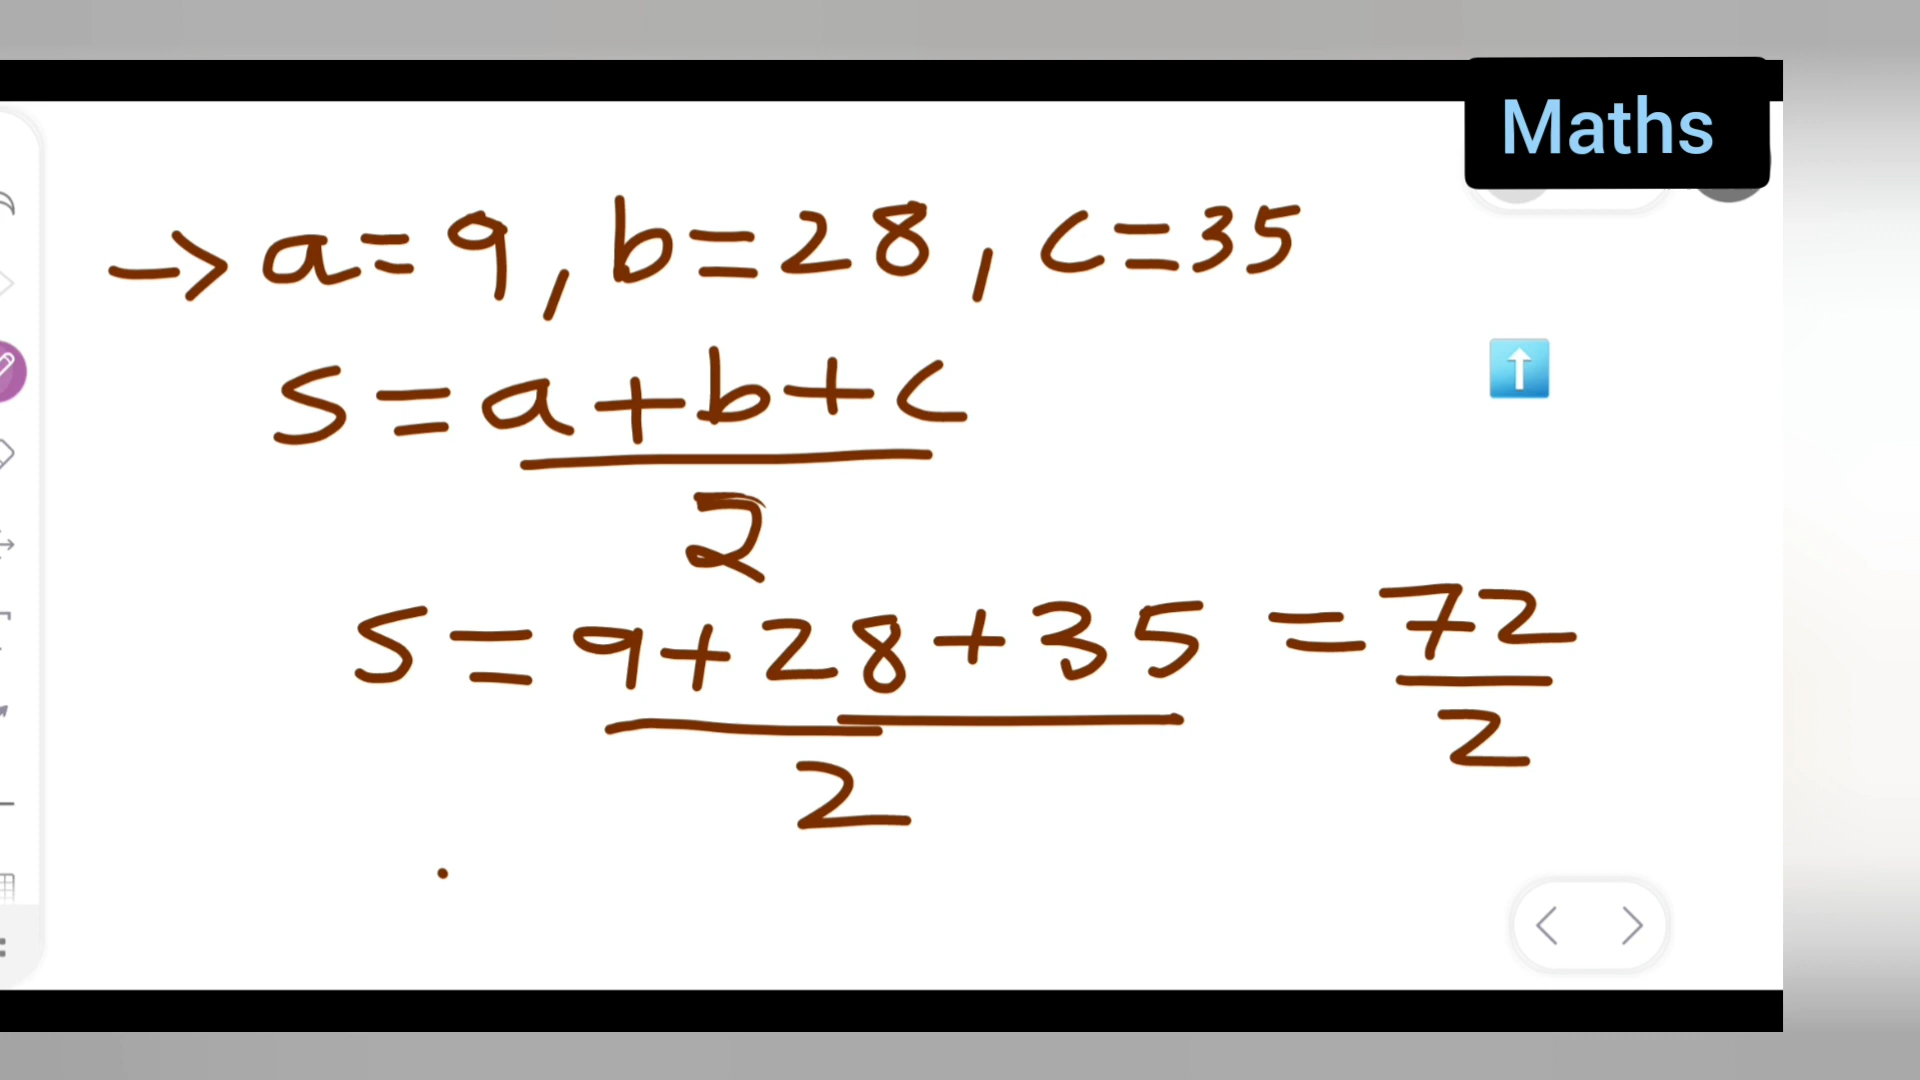 Maths
→ a = 9, b = 28, c = 35
S = a + b + c
2
S = 9 + 28 + 35 = 72
2 2